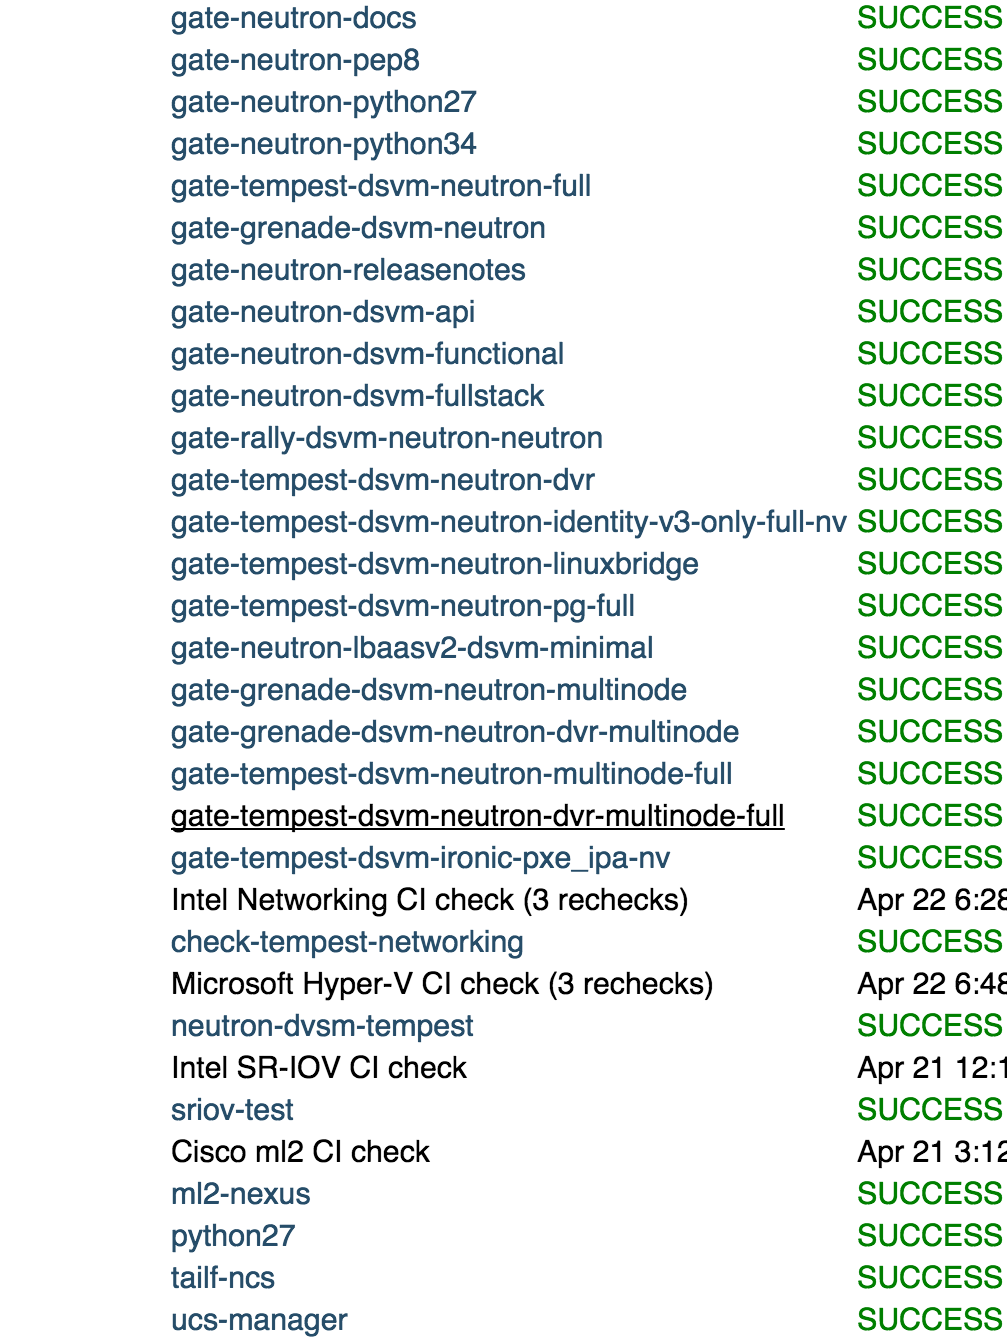 gate-neutron-docs SUCCESS
gate-neutron-pep8 SUCCESS
gate-neutron-python27 SUCCESS
gate-neutron-python34 SUCCESS
gate-tempest-dsvm-neutron-full SUCCESS
gate-grenade-dsvm-neutron SUCCESS
gate-neutron-releasenotes SUCCESS
gate-neutron-dsvm-api SUCCESS
gate-neutron-dsvm-functional SUCCESS
gate-neutron-dsvm-fullstack SUCCESS
gate-rally-dsvm-neutron-neutron SUCCESS
gate-tempest-dsvm-neutron-dvr SUCCESS
gate-tempest-dsvm-neutron-identity-v3-only-full-nv SUCCESS
gate-tempest-dsvm-neutron-linuxbridge SUCCESS
gate-tempest-dsvm-neutron-pg-full SUCCESS
gate-neutron-lbaasv2-dsvm-minimal SUCCESS
gate-grenade-dsvm-neutron-multinode SUCCESS
gate-grenade-dsvm-neutron-dvr-multinode SUCCESS
gate-tempest-dsvm-neutron-multinode-full SUCCESS
gate-tempest-dsvm-neutron-dvr-multinode-full SUCCESS
gate-tempest-dsvm-ironic-pxe_ipa-nv SUCCESS
Intel Networking CI check (3 rechecks) Apr 22 6:28
check-tempest-networking SUCCESS
Microsoft Hyper-V CI check (3 rechecks) Apr 22 6:48
neutron-dvsm-tempest SUCCESS
Intel SR-IOV CI check Apr 21 12:1
sriov-test SUCCESS
Cisco ml2 CI check Apr 21 3:12
ml2-nexus SUCCESS
python27 SUCCESS
tailf-ncs SUCCESS
ucs-manager SUCCESS